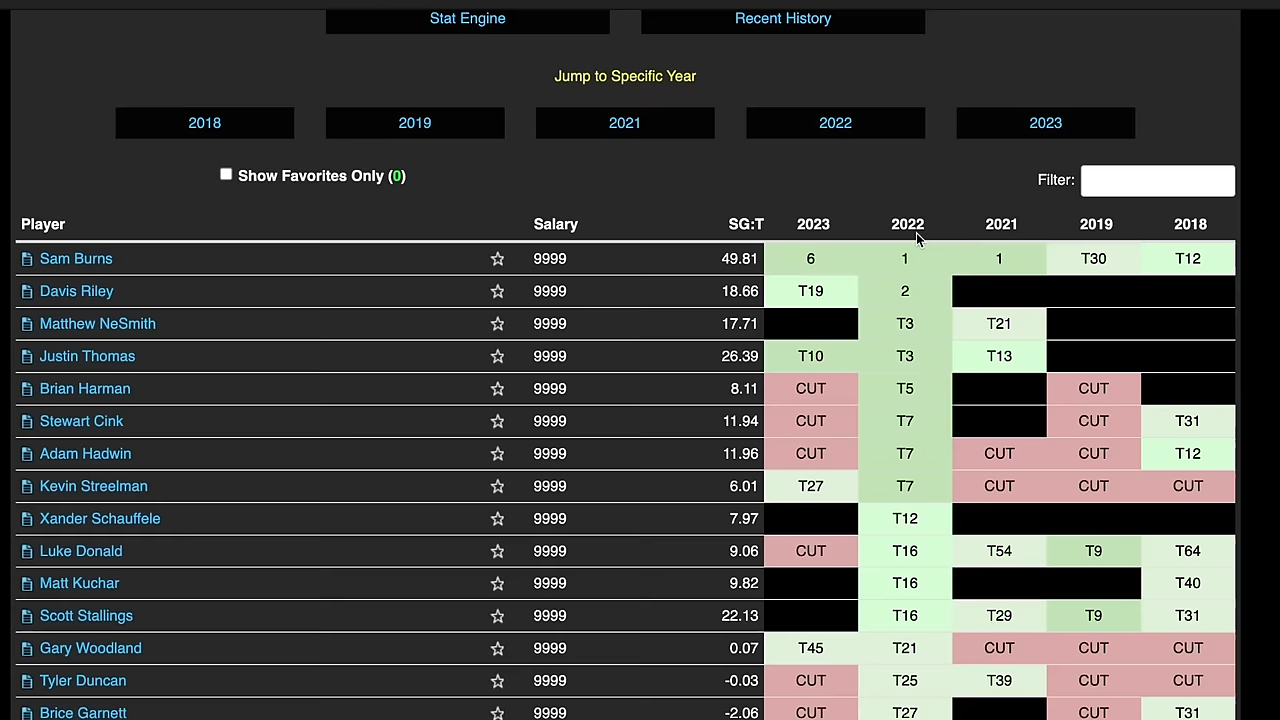 Stat Engine Recent History
Jump to Specific Year
2018 2019 2021 2022 2023
Show Favorites Only (0) Filter:
Player Salary SG:T 2023 2022 2021 2019 2018
Sam Burns 9999 49.81 6 1 1 T30 T12
Davis Riley 9999 18.66 T19 2
Matthew NeSmith 9999 17.71 T3 T21
Justin Thomas 9999 26.39 T10 T3 T13
Brian Harman 9999 8.11 CUT T5 CUT
Stewart Cink 9999 11.94 CUT T7 CUT T31
Adam Hadwin 9999 11.96 CUT T7 CUT CUT T12
Kevin Streelman 9999 6.01 T27 T7 CUT CUT CUT
Xander Schauffele 9999 7.97 T12
Luke Donald 9999 9.06 CUT T16 T54 T9 T64
Matt Kuchar 9999 9.82 T16 T40
Scott Stallings 9999 22.13 T16 T29 T9 T31
Gary Woodland 9999 0.07 T45 T21 CUT CUT CUT
Tyler Duncan 9999 -0.03 CUT T25 T39 CUT CUT
Brice Garnett 9999 -2.06 CUT T27 CUT T31